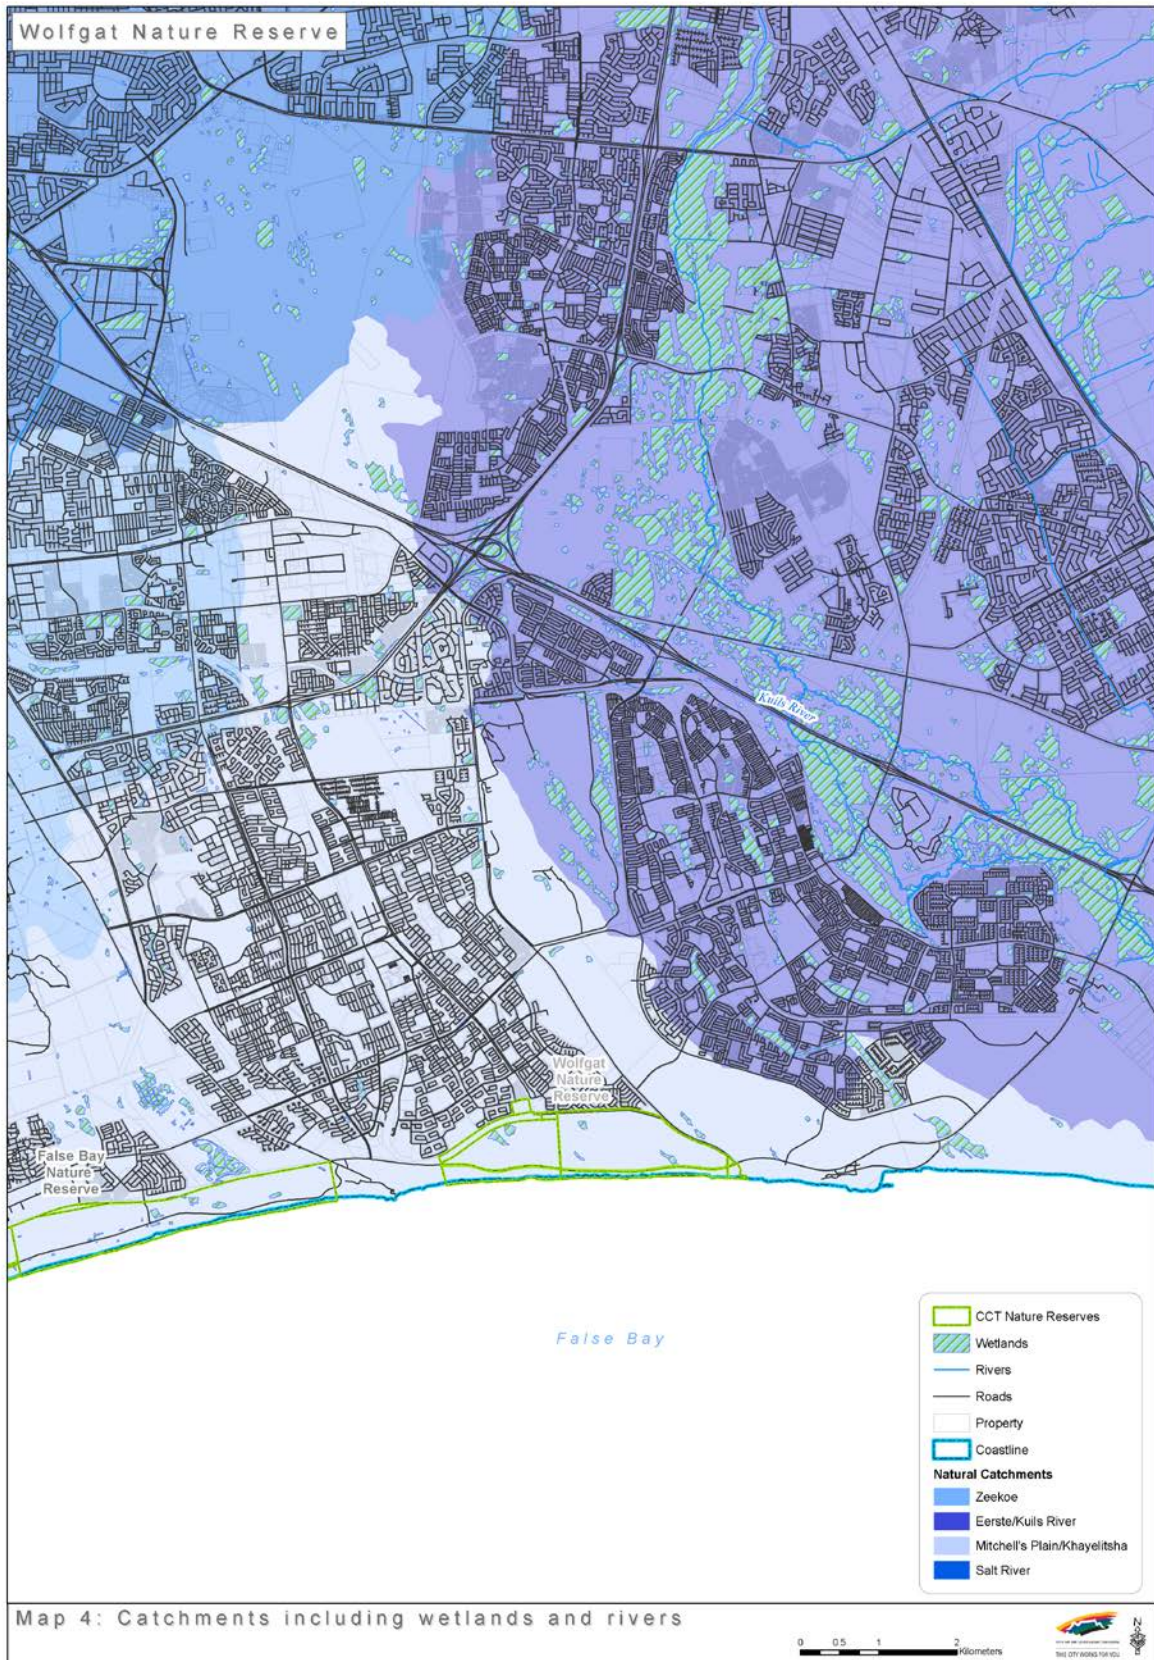 Wolfgat Nature Reserve
Kuils River
Wolfgat
Nature
Reserve
False Bay
Nature
Reserve
False Bay
CCT Nature Reserves
Wetlands
Rivers
Roads
Property
Coastline
Natural Catchments
Zeekoe
Eerste/Kuils River
Mitchell's Plain/Khayelitsha
Salt River
Map 4: Catchments including wetlands and rivers
0 0.5 1 2
Kilometers
THIS CITY WORKS FOR YOU